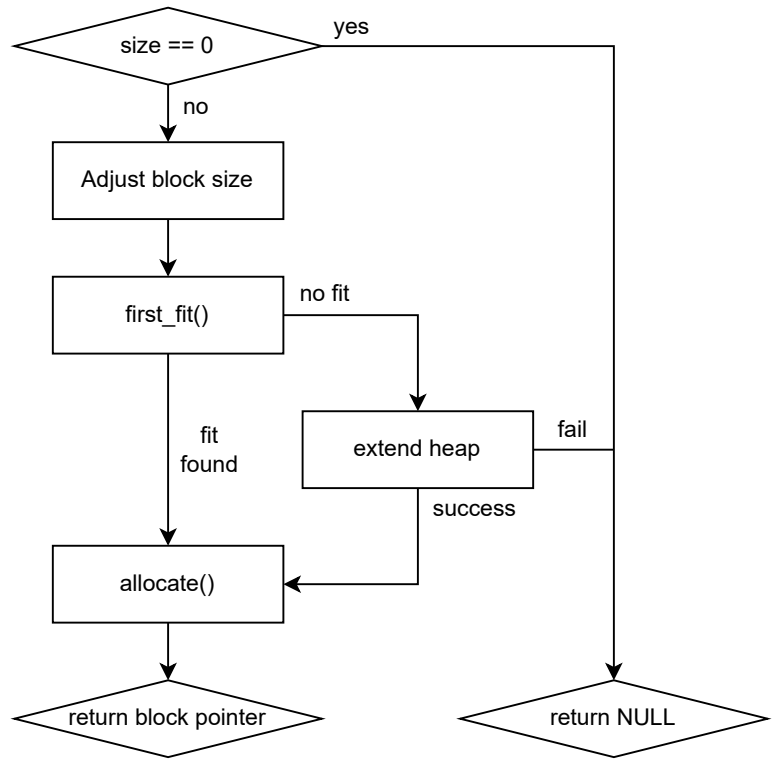 size == 0
yes
no
Adjust block size
first_fit()
no fit
fit
found
extend heap
fail
success
allocate()
return block pointer
return NULL